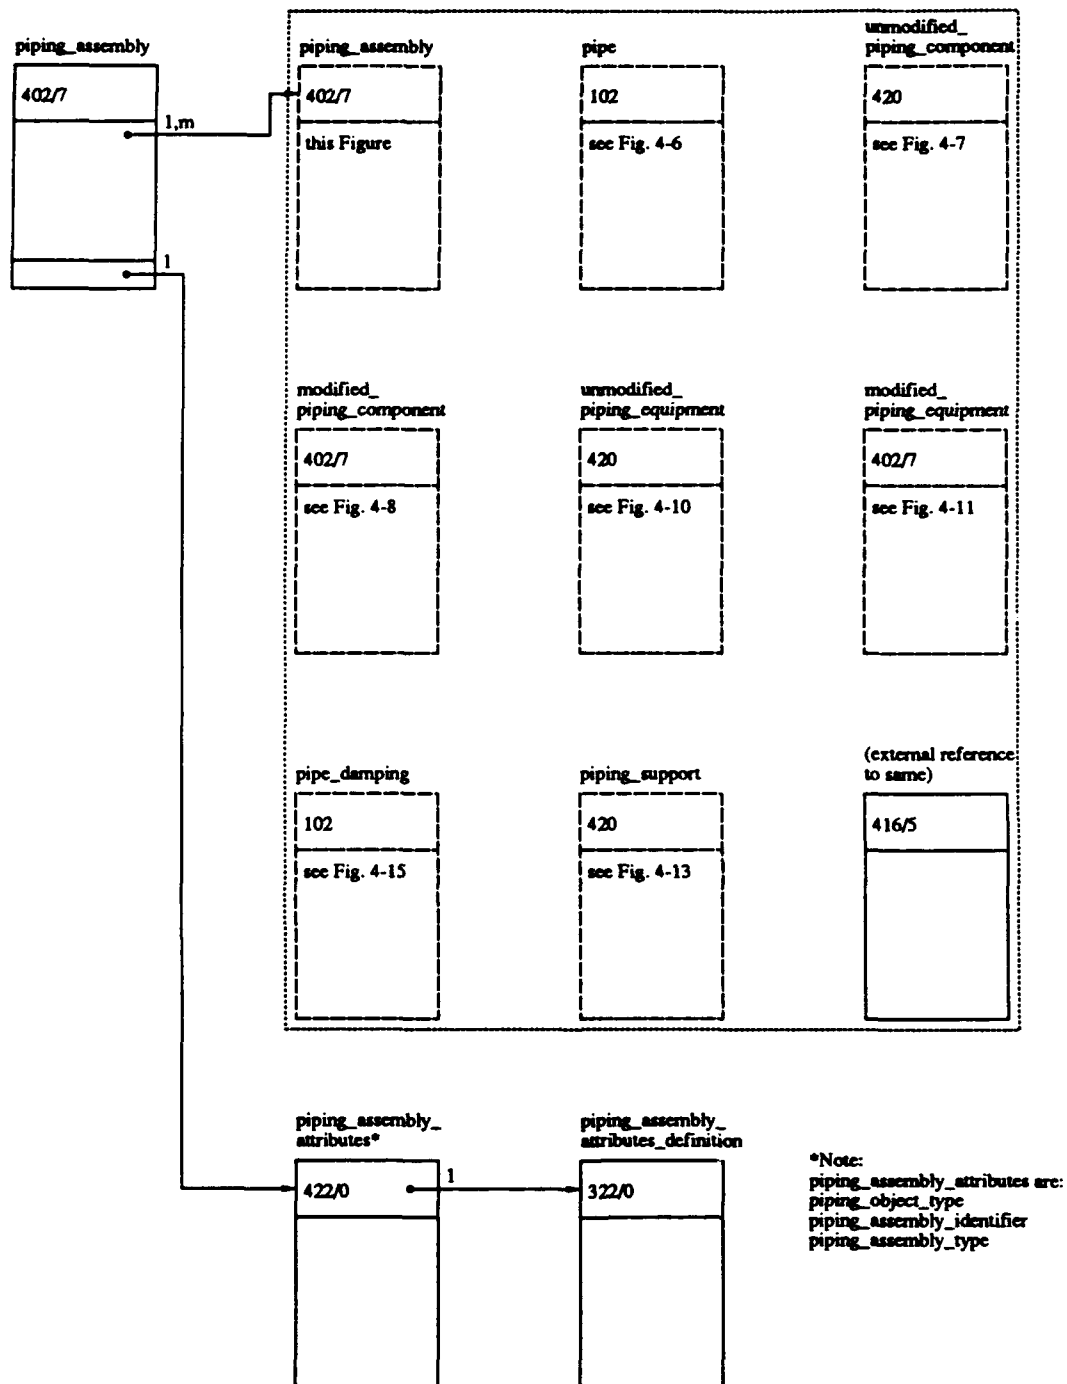 piping_assembly
402/7
1,m
1
piping_assembly
402/7
this Figure
pipe
102
see Fig. 4-6
unmodified_
piping_component
420
see Fig. 4-7
modified_
piping_component
402/7
see Fig. 4-8
unmodified_
piping_equipment
420
see Fig. 4-10
modified_
piping_equipment
402/7
see Fig. 4-11
pipe_damping
102
see Fig. 4-15
piping_support
420
see Fig. 4-13
(external reference
to same)
416/5
piping_assembly_
attributes*
422/0
1
piping_assembly_
attributes_definition
322/0
*Note:
piping_assembly_attributes are:
piping_object_type
piping_assembly_identifier
piping_assembly_type